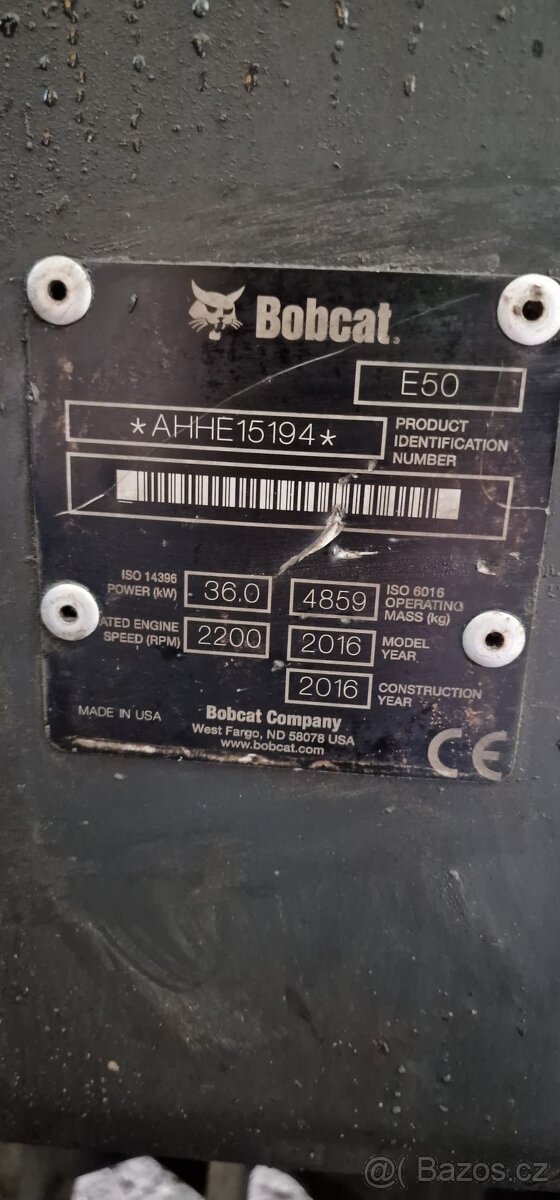 Bobcat.
E50
*AHHE15194*
PRODUCT
IDENTIFICATION
NUMBER
ISO 14396
POWER (kW)
36.0
4859
ISO 6016
OPERATING
MASS (kg)
ATED ENGINE
SPEED (RPM)
2200
2016
MODEL
YEAR
2016
CONSTRUCTION
YEAR
MADE IN USA
Bobcat Company
West Fargo, ND 58078 USA
www.bobcat.com
CE
@Bazos.cz